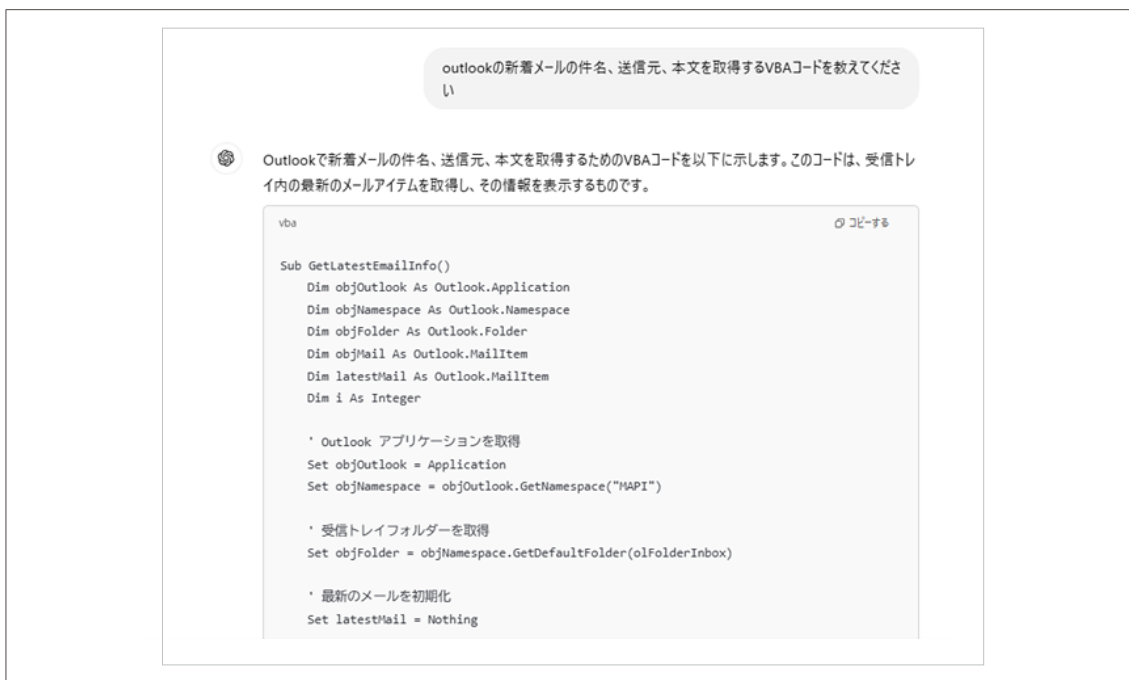 outlookの新着メールの件名、送信元、本文を取得するVBAコードを教えてくださ
い
Outlookで新着メールの件名、送信元、本文を取得するためのVBAコードを以下に示します。このコードは、受信トレ
イ内の最新のメールアイテムを取得し、その情報を表示するものです。
vba
コピーする
Sub GetLatestEmailInfo()
Dim objOutlook As Outlook.Application
Dim objNamespace As Outlook.Namespace
Dim objFolder As Outlook.Folder
Dim objMail As Outlook.MailItem
Dim latestMail As Outlook.MailItem
Dim i As Integer
' Outlook アプリケーションを取得
Set objOutlook = Application
Set objNamespace = objOutlook.GetNamespace("MAPI")
' 受信トレイフォルダーを取得
Set objFolder = objNamespace.GetDefaultFolder(olFolderInbox)
' 最新のメールを初期化
Set latestMail = Nothing